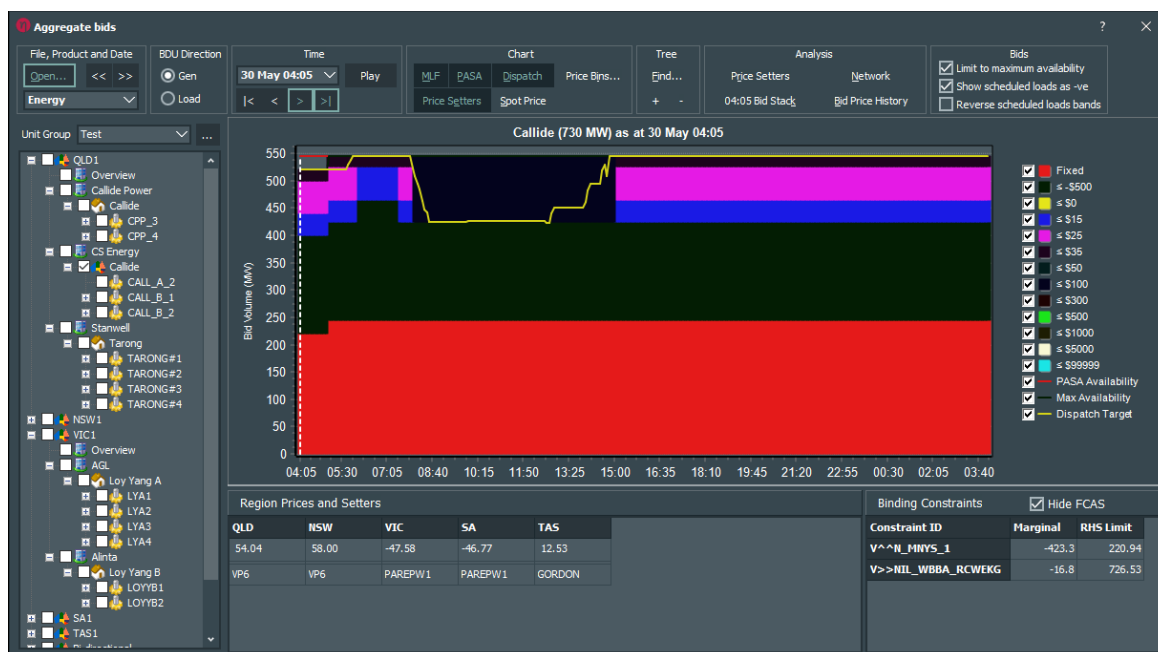 Aggregate bids
File, Product and Date
BDU Direction
Time
Chart
Tree
Analysis
Bids
Open... << >>
Gen
30 May 04:05 Play
MLF PASA Dispatch Price Bins...
Find...
Price Setters Network
Limit to maximum availability
Show scheduled loads as -ve
Energy
Load
|< < > >|
Price Setters Spot Price
+ -
04:05 Bid Stack Bid Price History
Reverse scheduled loads bands
Unit Group Test ...
QLD1
Overview
Callide Power
Callide
CPP_3
CPP_4
CS Energy
Callide
CALL_A_2
CALL_B_1
CALL_B_2
Stanwell
Tarong
TARONG#1
TARONG#2
TARONG#3
TARONG#4
NSW1
VIC1
Overview
AGL
Loy Yang A
LYA1
LYA2
LYA3
LYA4
Alinta
Loy Yang B
LOYYB1
LOYYB2
SA1
TAS1
Callide (730 MW) as at 30 May 04:05
Bid Volume (MW)
550
500
450
400
350
300
250
200
150
100
50
0
04:05 05:30 07:05 08:40 10:15 11:50 13:25 15:00 16:35 18:10 19:45 21:20 22:55 00:30 02:05 03:40
Fixed
≤ -$500
≤ $0
≤ $15
≤ $25
≤ $35
≤ $50
≤ $100
≤ $300
≤ $500
≤ $1000
≤ $5000
≤ $99999
PASA Availability
Max Availability
Dispatch Target
Region Prices and Setters
QLD NSW VIC SA TAS
54.04 58.00 -47.58 -46.77 12.53
VP6 VP6 PAREPW1 PAREPW1 GORDON
Binding Constraints Hide FCAS
Constraint ID Marginal RHS Limit
V^^N_MNYS_1 -423.3 220.94
V>>NIL_WBBA_RCWEKG -16.8 726.53